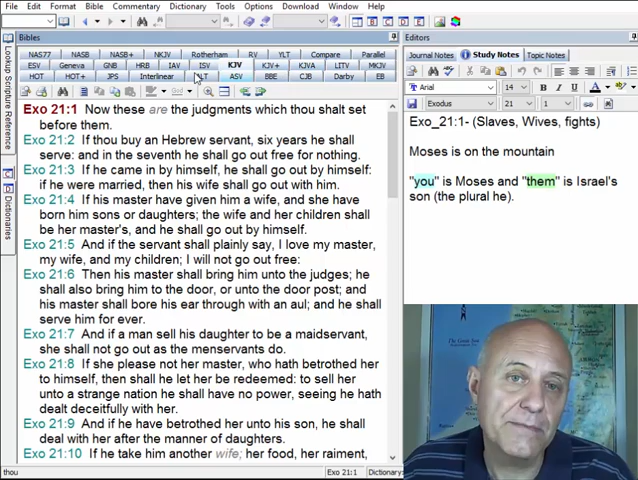 File Edit View Bible Commentary Dictionary Tools Options Download Window Help
Bibles
NAS77 NASB NASB+ NKJV Rotherham RV YLT Compare Parallel
ESV Geneva GNB HRB IAV ISV KJV KJV+ KJVA LITV MKJV
HOT HOT+ JPS Interlinear ASV BBE CJB Darby EB
Exo 21:1 Now these are the judgments which thou shalt set
before them.
Exo 21:2 If thou buy an Hebrew servant, six years he shall
serve: and in the seventh he shall go out free for nothing.
Exo 21:3 If he came in by himself, he shall go out by himself:
if he were married, then his wife shall go out with him.
Exo 21:4 If his master have given him a wife, and she have
born him sons or daughters; the wife and her children shall
be her master's, and he shall go out by himself.
Exo 21:5 And if the servant shall plainly say, I love my master,
my wife, and my children; I will not go out free:
Exo 21:6 Then his master shall bring him unto the judges; he
shall also bring him to the door, or unto the door post; and
his master shall bore his ear through with an aul; and he shall
serve him for ever.
Exo 21:7 And if a man sell his daughter to be a maidservant,
she shall not go out as the menservants do.
Exo 21:8 If she please not her master, who hath betrothed her
to himself, then shall he let her be redeemed: to sell her
unto a strange nation he shall have no power, seeing he hath
dealt deceitfully with her.
Exo 21:9 And if he have betrothed her unto his son, he shall
deal with her after the manner of daughters.
Exo 21:10 If he take him another wife; her food, her raiment,
thou
Exo 21:1
Dictionary:
Lookup Scripture Reference
Dictionaries
Editors
Journal Notes Study Notes Topic Notes
Arial 14 B I U
Exodus 21 1
Exo_21:1- (Slaves, Wives, fights)
Moses is on the mountain
"you" is Moses and "them" is Israel's
son (the plural he).